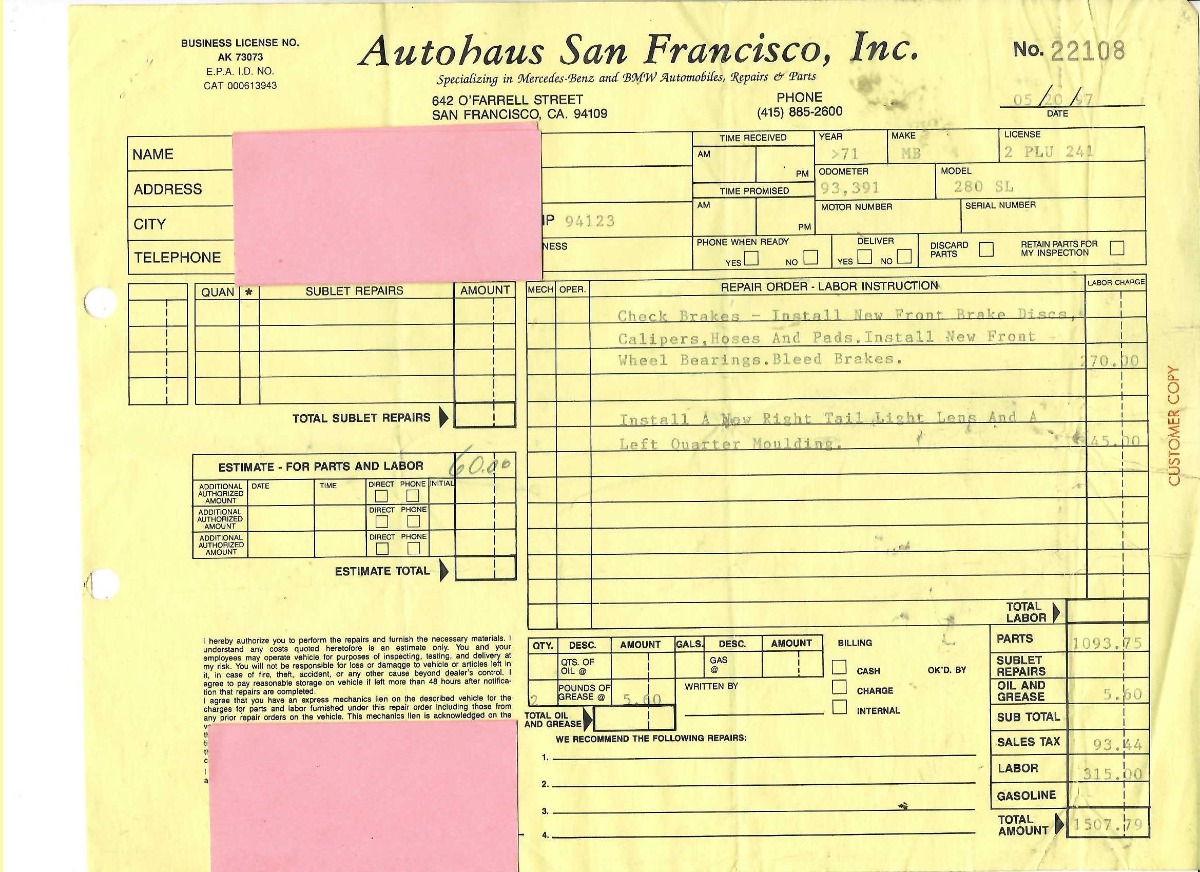 BUSINESS LICENSE NO.
AK 73073
E.P.A. I.D. NO.
CAT 000613943
Autohaus San Francisco, Inc.
Specializing in Mercedes-Benz and BMW Automobiles, Repairs & Parts
642 O'FARRELL STREET
SAN FRANCISCO, CA. 94109
PHONE
(415) 885-2600
No. 22108
05/20/97
DATE
NAME
ADDRESS
CITY
IP 94123
TELEPHONE
NESS
TIME RECEIVED
AM
PM
TIME PROMISED
AM
PM
YEAR
>71
MAKE
MB
LICENSE
2 PLU 241
ODOMETER
93,391
MODEL
280 SL
MOTOR NUMBER
SERIAL NUMBER
PHONE WHEN READY
YES NO
DELIVER
YES NO
DISCARD PARTS
RETAIN PARTS FOR MY INSPECTION
QUAN * SUBLET REPAIRS AMOUNT
TOTAL SUBLET REPAIRS
MECH OPER. REPAIR ORDER - LABOR INSTRUCTION LABOR CHARGE
Check Brakes - Install New Front Brake Discs,
Calipers,Hoses And Pads.Install New Front
Wheel Bearings.Bleed Brakes. 270.00
Install A New Right Tail Light Lens And A
Left Quarter Moulding. $45.00
CUSTOMER COPY
ESTIMATE - FOR PARTS AND LABOR 60.00
ADDITIONAL AUTHORIZED AMOUNT DATE TIME DIRECT PHONE INITIAL
ADDITIONAL AUTHORIZED AMOUNT DIRECT PHONE
ADDITIONAL AUTHORIZED AMOUNT DIRECT PHONE
ESTIMATE TOTAL
I hereby authorize you to perform the repairs and furnish the necessary materials. I
understand any costs quoted heretofore is an estimate only. You and your
employees may operate vehicle for purposes of inspecting, testing, and delivery at
my risk. You will not be responsible for loss or damage to vehicle or articles left in
it, in case of fire, theft, accident, or any other cause beyond dealer's control. I
agree to pay reasonable storage on vehicle if left more than 48 hours after notifica-
tion that repairs are completed.
I agree that you have an express mechanics lien on the described vehicle for the
charges for parts and labor furnished under this repair order including those from
any prior repair orders on the vehicle. This mechanics lien is acknowledged on the
QTY. DESC. AMOUNT GALS. DESC. AMOUNT
QTS. OF OIL @
GAS @
2 POUNDS OF GREASE @ 5.60
TOTAL OIL AND GREASE
WRITTEN BY
BILLING
CASH
CHARGE
INTERNAL
OK'D. BY
WE RECOMMEND THE FOLLOWING REPAIRS:
1.
2.
3.
4.
TOTAL LABOR
PARTS 1093.75
SUBLET REPAIRS
OIL AND GREASE 5.60
SUB TOTAL
SALES TAX 93.44
LABOR 315.00
GASOLINE
TOTAL AMOUNT 1507.79